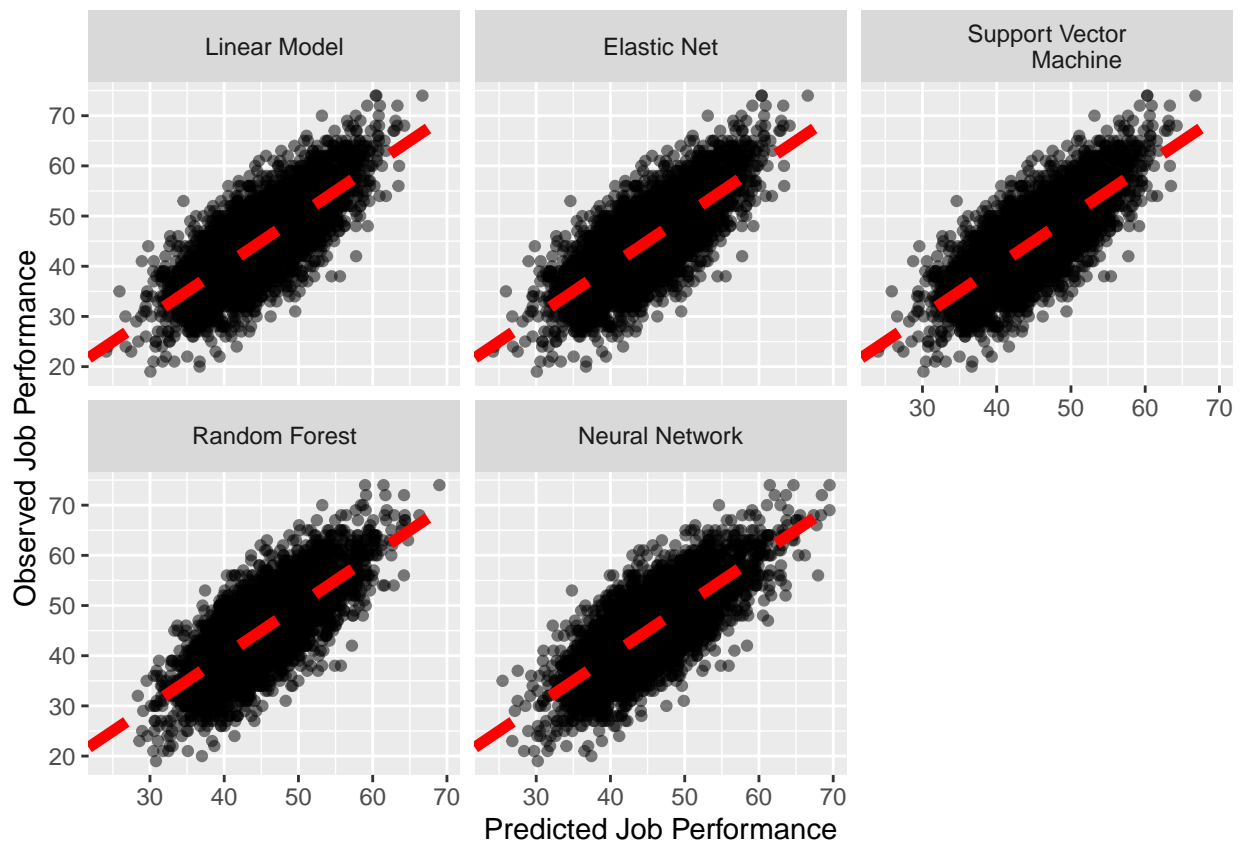 Linear Model
Elastic Net
Support Vector
Machine
70
60
50
40
30
20
30 40 50 60 70
Random Forest
Neural Network
70
60
50
40
30
20
30 40 50 60 70
30 40 50 60 70
Observed Job Performance
Predicted Job Performance